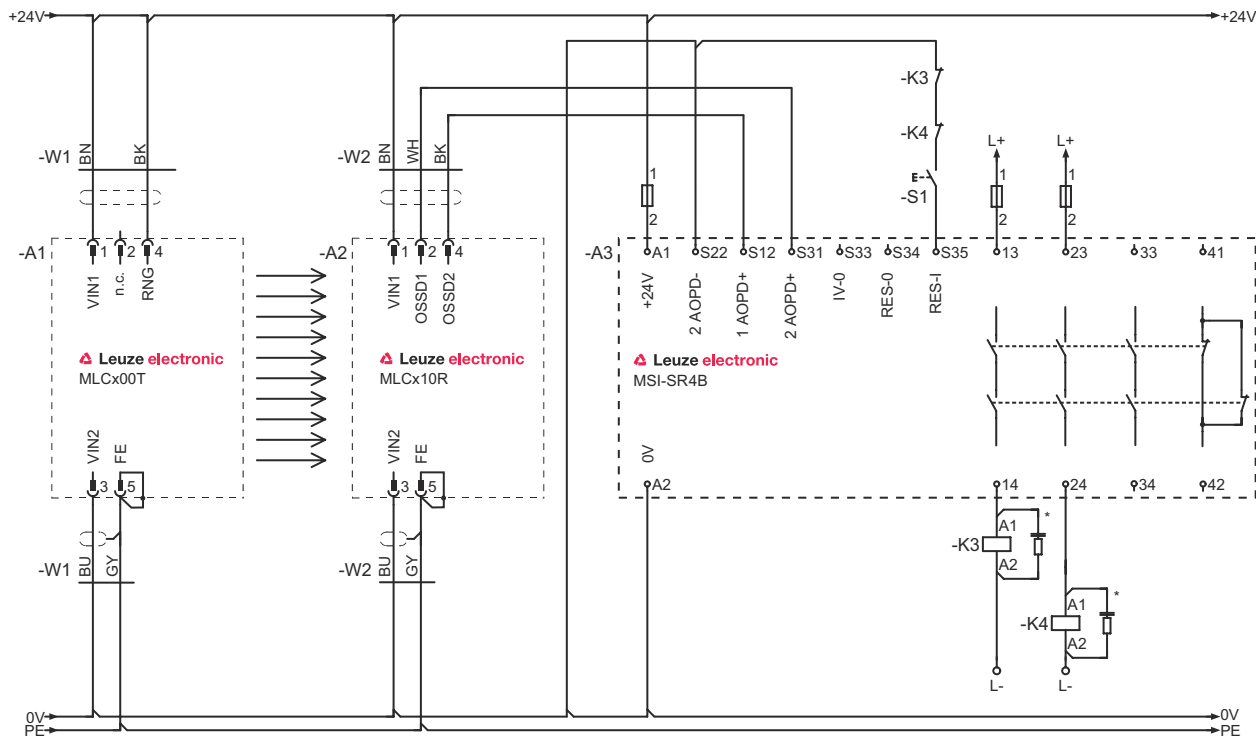 +24V +24V
-K3
-K4
L+ L+
-W1 BN BK -W2 BN WH BK
E -S1
1 1 1
2 2 2
-A1 1 2 4 -A2 1 2 4 -A3 A1 S22 S12 S31 S33 S34 S35 13 23 33 41
VIN1 n.c. RNG VIN1 OSSD1 OSSD2 +24V 2 AOPD- 1 AOPD+ 2 AOPD+ IV-0 RES-0 RES-I
Leuze electronic Leuze electronic Leuze electronic
MLCx00T MLCx10R MSI-SR4B
VIN2 FE VIN2 FE 0V
3 5 3 5 A2 14 24 34 42
A1 *
-K3
A2
-W1 BU GY -W2 BU GY
A1 *
-K4
A2
L- L-
0V 0V
PE PE